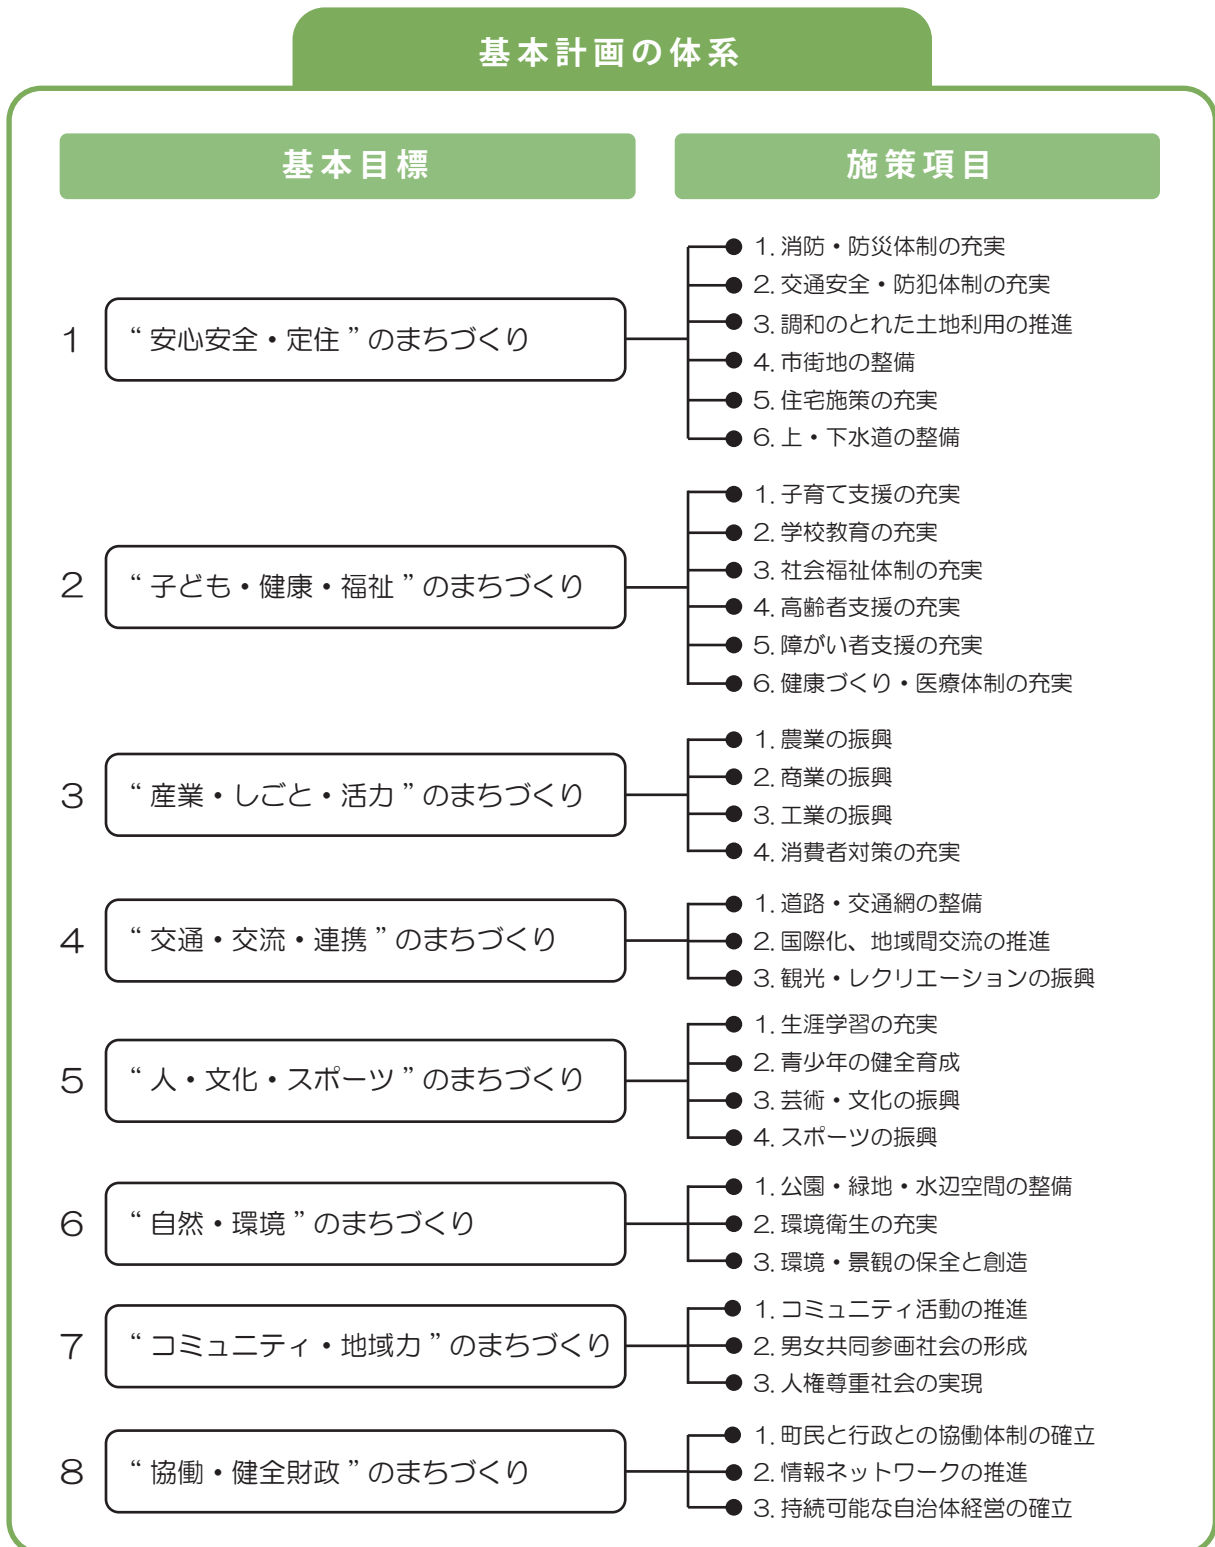 基本計画の体系
基本目標
施策項目
1
“安心安全・定住”のまちづくり
1. 消防・防災体制の充実
2. 交通安全・防犯体制の充実
3. 調和のとれた土地利用の推進
4. 市街地の整備
5. 住宅施策の充実
6. 上・下水道の整備
2
“子ども・健康・福祉”のまちづくり
1. 子育て支援の充実
2. 学校教育の充実
3. 社会福祉体制の充実
4. 高齢者支援の充実
5. 障がい者支援の充実
6. 健康づくり・医療体制の充実
3
“産業・しごと・活力”のまちづくり
1. 農業の振興
2. 商業の振興
3. 工業の振興
4. 消費者対策の充実
4
“交通・交流・連携”のまちづくり
1. 道路・交通網の整備
2. 国際化、地域間交流の推進
3. 観光・レクリエーションの振興
5
“人・文化・スポーツ”のまちづくり
1. 生涯学習の充実
2. 青少年の健全育成
3. 芸術・文化の振興
4. スポーツの振興
6
“自然・環境”のまちづくり
1. 公園・緑地・水辺空間の整備
2. 環境衛生の充実
3. 環境・景観の保全と創造
7
“コミュニティ・地域力”のまちづくり
1. コミュニティ活動の推進
2. 男女共同参画社会の形成
3. 人権尊重社会の実現
8
“協働・健全財政”のまちづくり
1. 町民と行政との協働体制の確立
2. 情報ネットワークの推進
3. 持続可能な自治体経営の確立